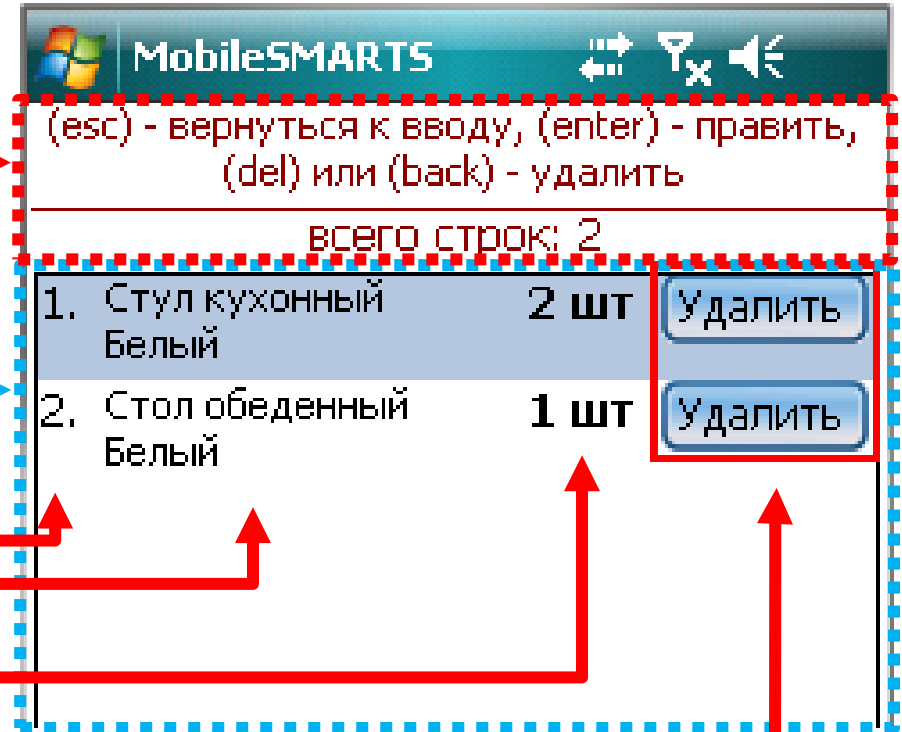 MobileSMARTS
(esc) - вернуться к вводу, (enter) - править,
(del) или (back) - удалить
всего строк: 2
1. Стул кухонный 2 шт Удалить
Белый
2. Стол обеденный 1 шт Удалить
Белый